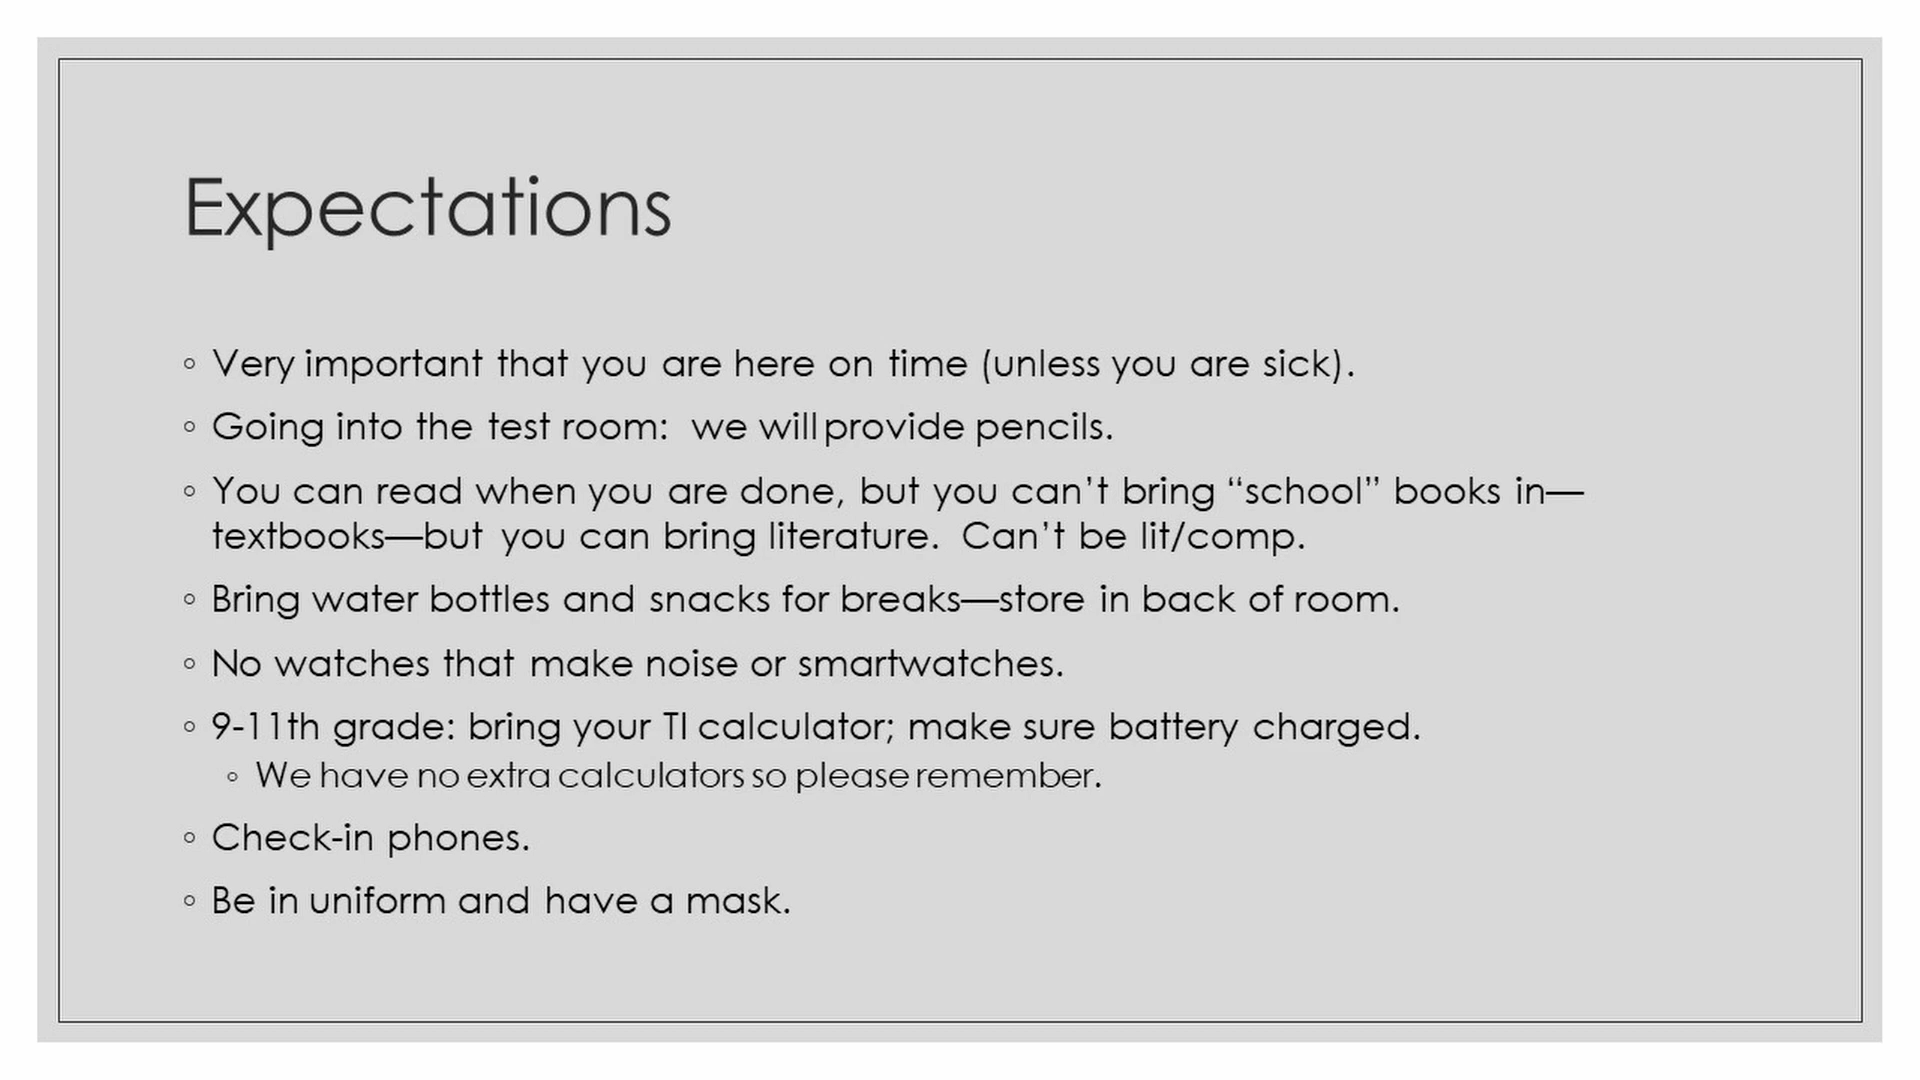 Expectations
◦ Very important that you are here on time (unless you are sick).
◦ Going into the test room:  we will provide pencils.
◦ You can read when you are done, but you can’t bring “school” books in—
textbooks—but you can bring literature.  Can’t be lit/comp.
◦ Bring water bottles and snacks for breaks—store in back of room.
◦ No watches that make noise or smartwatches.
◦ 9-11th grade: bring your TI calculator; make sure battery charged.
◦ We have no extra calculators so please remember.
◦ Check-in phones.
◦ Be in uniform and have a mask.